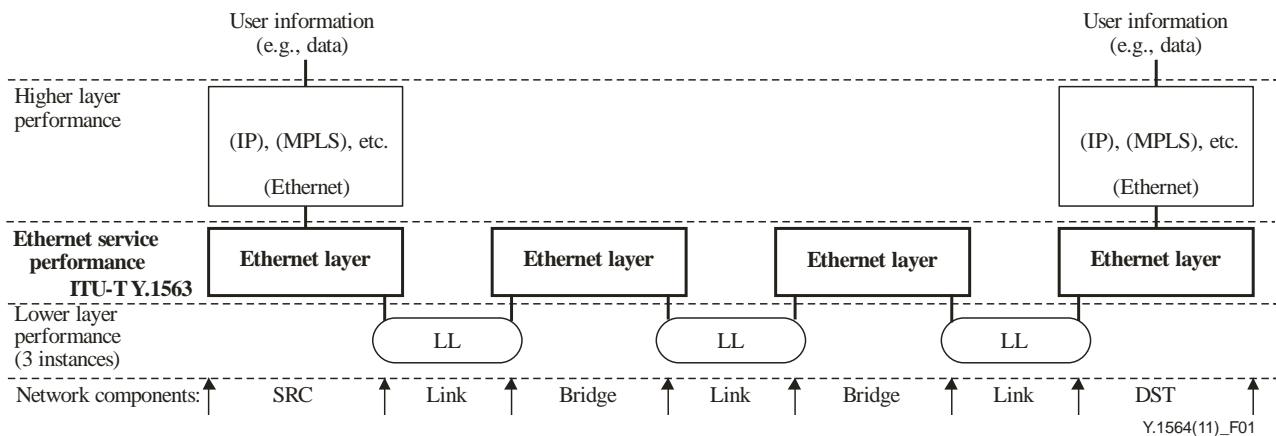 User information
(e.g., data)
User information
(e.g., data)
Higher layer
performance
(IP), (MPLS), etc.
(Ethernet)
(IP), (MPLS), etc.
(Ethernet)
Ethernet service
performance
ITU-T Y.1563
Ethernet layer
Ethernet layer
Ethernet layer
Ethernet layer
Lower layer
performance
(3 instances)
LL
LL
LL
Network components:
SRC
Link
Bridge
Link
Bridge
Link
DST
Y.1564(11)_F01